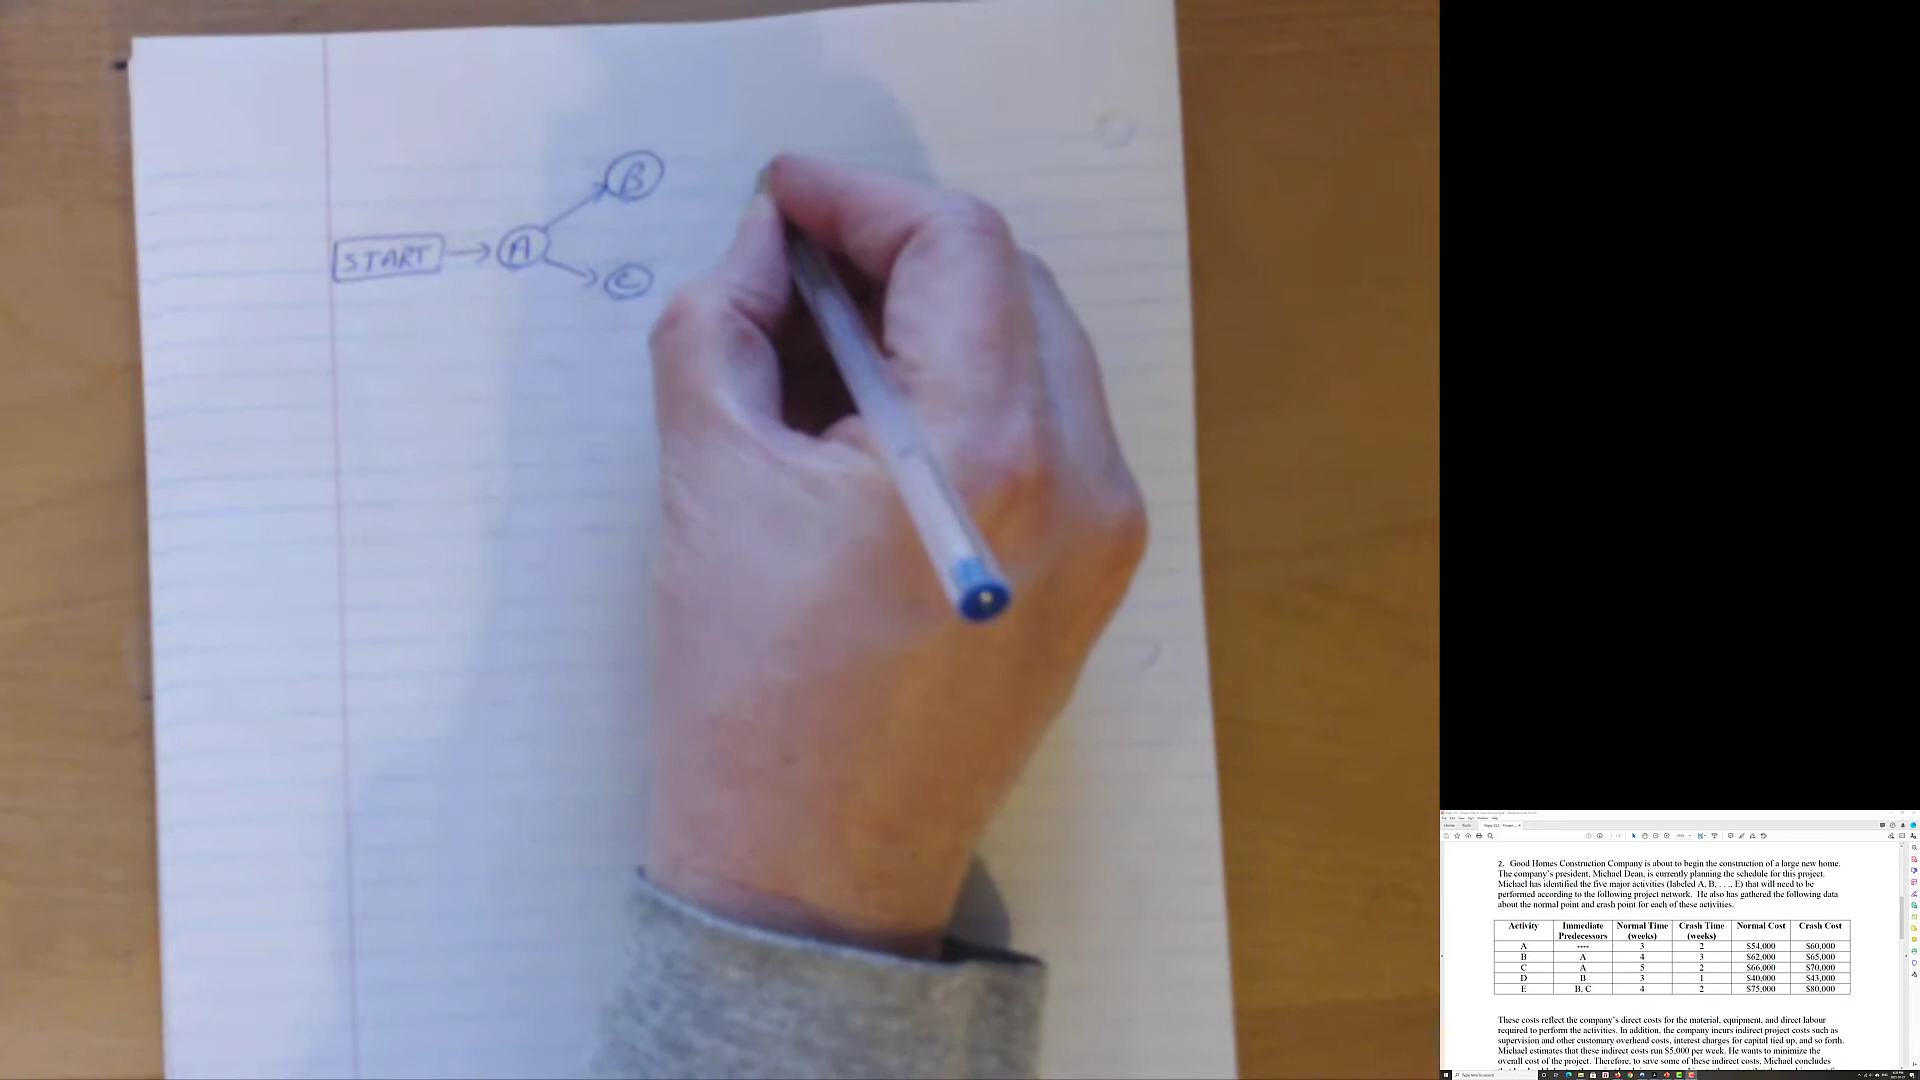 B
START
A
C
2. Good Homes Construction Company is about to begin the construction of a large new home.
The company's president, Michael Dean, is currently planning the schedule for this project.
Michael has identified the five major activities (labeled A, B, . . ., E) that will need to be
performed according to the following project network. He also has gathered the following data
about the normal point and crash point for each of these activities.
Activity Immediate Predecessors Normal Time (weeks) Crash Time (weeks) Normal Cost Crash Cost
A ---- 3 2 $54,000 $60,000
B A 4 3 $62,000 $65,000
C A 5 2 $66,000 $70,000
D B 3 1 $40,000 $43,000
E B, C 4 2 $75,000 $80,000
These costs reflect the company's direct costs for the material, equipment, and direct labour
required to perform the activities. In addition, the company incurs indirect project costs such as
supervision and other customary overhead costs, interest charges for capital tied up, and so forth.
Michael estimates that these indirect costs run $5,000 per week. He wants to minimize the
overall cost of the project. Therefore, to save some of these indirect costs, Michael concludes
Type here to search